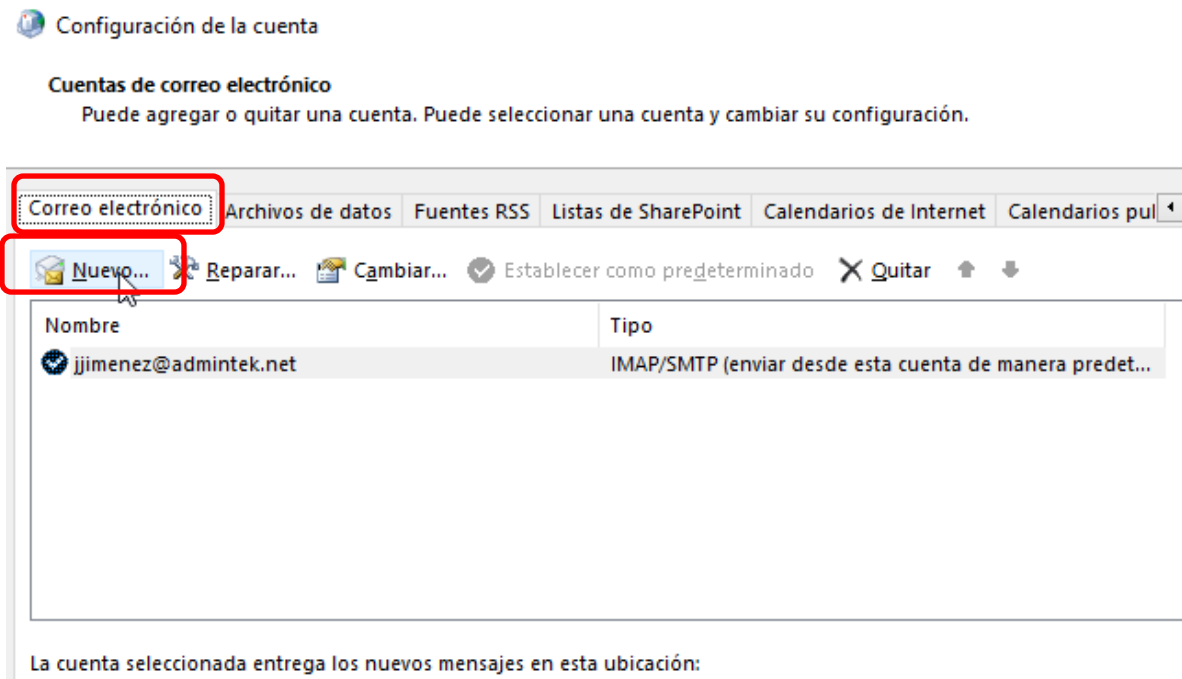 Configuración de la cuenta
Cuentas de correo electrónico
Puede agregar o quitar una cuenta. Puede seleccionar una cuenta y cambiar su configuración.
Correo electrónico Archivos de datos Fuentes RSS Listas de SharePoint Calendarios de Internet Calendarios pul
Nuevo... Reparar... Cambiar... Establecer como predeterminado Quitar
Nombre Tipo
jjimenez@admintek.net IMAP/SMTP (enviar desde esta cuenta de manera predet...
La cuenta seleccionada entrega los nuevos mensajes en esta ubicación: